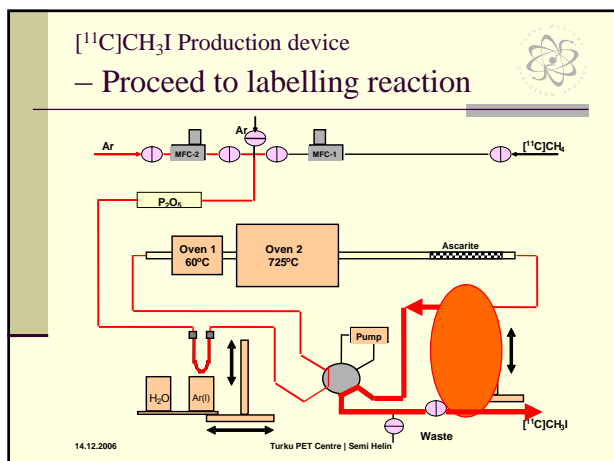 [¹¹C]CH₃I Production device
– Proceed to labelling reaction
Ar
Ar
MFC-2
MFC-1
[¹¹C]CH₄
P₂O₅
Oven 1
60ºC
Oven 2
725ºC
Ascarite
Pump
H₂O
Ar(l)
Waste
[¹¹C]CH₃I
14.12.2006
Turku PET Centre | Semi Helin